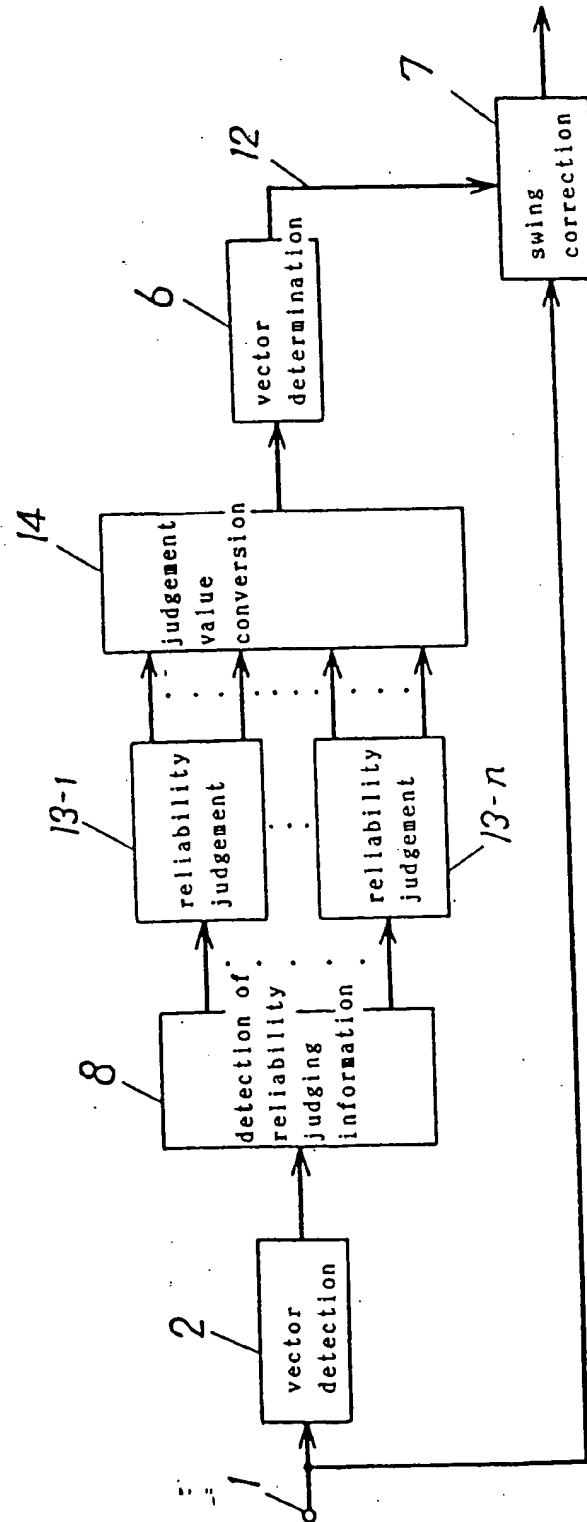 1
2
vector
detection
8
detection of
reliability
judging
information
13-1
reliability
judgement
13-n
reliability
judgement
14
judgement
value
conversion
6
vector
determination
12
7
swing
correction